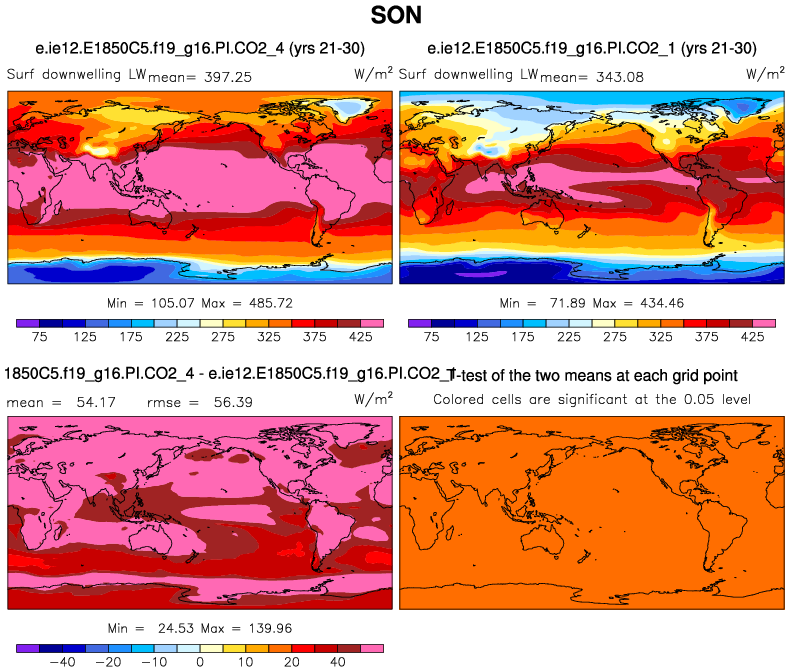 SON
e.ie12.E1850C5.f19_g16.PI.CO2_4 (yrs 21-30)
e.ie12.E1850C5.f19_g16.PI.CO2_1 (yrs 21-30)
Surf downwelling LW mean= 397.25 W/m²
Surf downwelling LW mean= 343.08 W/m²
Min = 105.07 Max = 485.72
Min = 71.89 Max = 434.46
75 125 175 225 275 325 375 425
75 125 175 225 275 325 375 425
1850C5.f19_g16.PI.CO2_4 - e.ie12.E1850C5.f19_g16.PI.CO2_
T-test of the two means at each grid point
mean = 54.17 rmse = 56.39 W/m²
Colored cells are significant at the 0.05 level
Min = 24.53 Max = 139.96
−40 −20 −10 0 10 20 40